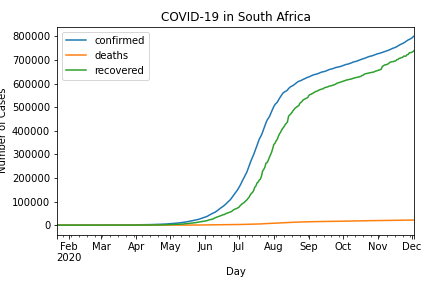 COVID-19 in South Africa
confirmed
deaths
recovered
800000
700000
600000
500000
400000
300000
200000
100000
0
Number of Cases
Feb Mar Apr May Jun Jul Aug Sep Oct Nov Dec
2020
Day